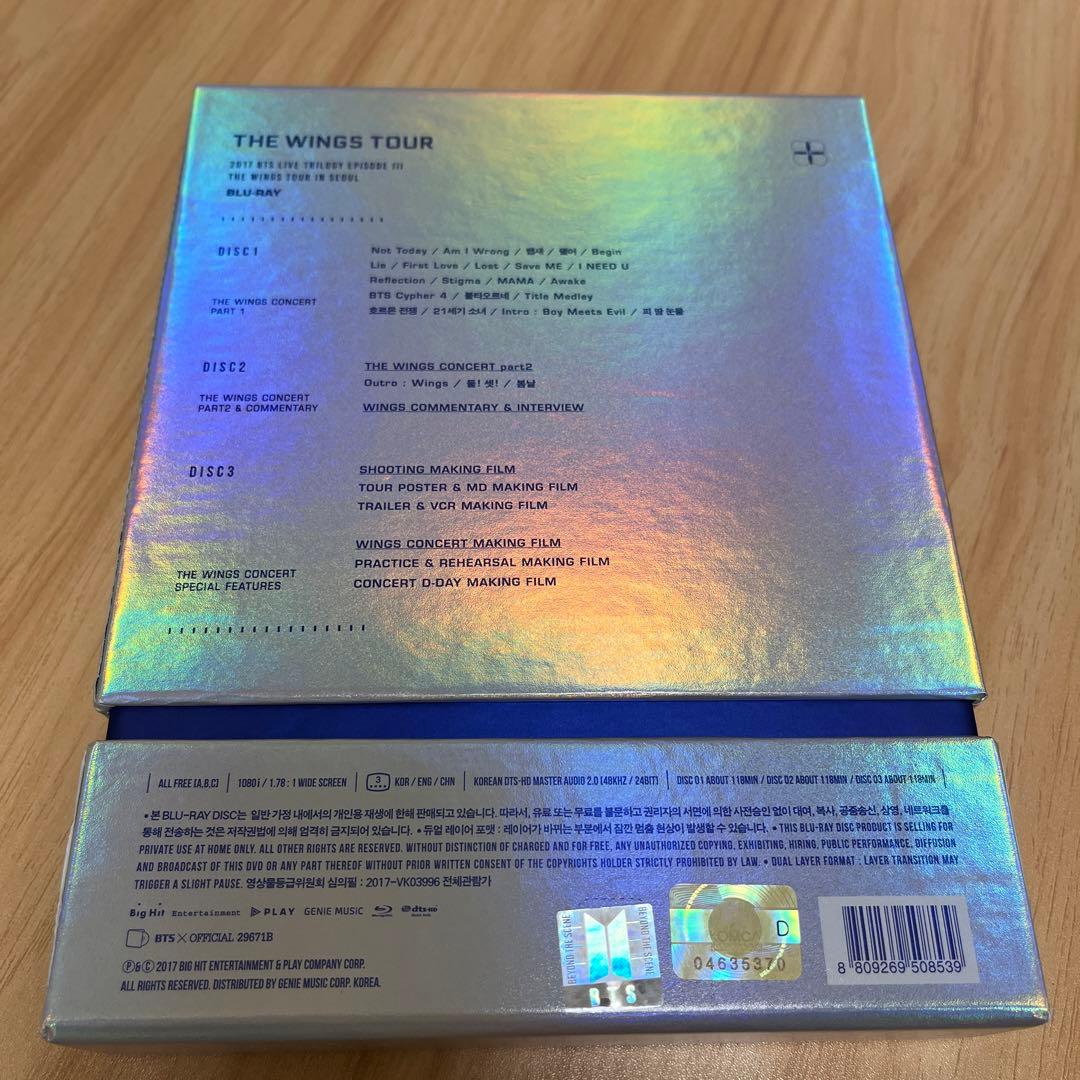 THE WINGS TOUR
2017 BTS LIVE TRILOGY EPISODE III
THE WINGS TOUR IN SEOUL
BLU-RAY
DISC1
THE WINGS CONCERT
PART 1
Not Today / Am I Wrong / 뱁새 / 쩔어 / Begin
Lie / First Love / Lost / Save ME / I NEED U
Reflection / Stigma / MAMA / Awake
BTS Cypher 4 / 불타오르네 / Title Medley
호르몬 전쟁 / 21세기 소녀 / Intro : Boy Meets Evil / 피 땀 눈물
DISC2
THE WINGS CONCERT
PART2 & COMMENTARY
THE WINGS CONCERT part2
Outro : Wings / 둘! 셋! / 봄날
WINGS COMMENTARY & INTERVIEW
DISC3
THE WINGS CONCERT
SPECIAL FEATURES
SHOOTING MAKING FILM
TOUR POSTER & MD MAKING FILM
TRAILER & VCR MAKING FILM
WINGS CONCERT MAKING FILM
PRACTICE & REHEARSAL MAKING FILM
CONCERT D-DAY MAKING FILM
ALL FREE [A,B,C] | 1080i / 1.78 : 1 WIDE SCREEN | 3 KOR / ENG / CHN | KOREAN DTS-HD MASTER AUDIO 2.0 [48KHZ / 24BIT] | DISC 01 ABOUT 118MIN / DISC 02 ABOUT 118MIN / DISC 03 ABOUT 118MIN
• 본 BLU-RAY DISC는 일반 가정 내에서의 개인용 재생에 한해 판매되고 있습니다. 따라서, 유료 또는 무료를 불문하고 권리자의 서면에 의한 사전승인 없이 대여, 복사, 공중송신, 상영, 네트워크를
통해 전송하는 것은 저작권법에 의해 엄격히 금지되어 있습니다. • 듀얼 레이어 포맷 : 레이어가 바뀌는 부분에서 잠깐 멈춤 현상이 발생할 수 있습니다. • THIS BLU-RAY DISC PRODUCT IS SELLING FOR
PRIVATE USE AT HOME ONLY. ALL OTHER RIGHTS ARE RESERVED. WITHOUT DISTINCTION OF CHARGED AND FOR FREE, ANY UNAUTHORIZED COPYING, EXHIBITING, HIRING, PUBLIC PERFORMANCE, DIFFUSION
AND BROADCAST OF THIS DVD OR ANY PART THEREOF WITHOUT PRIOR WRITTEN CONSENT OF THE COPYRIGHTS HOLDER STRICTLY PROHIBITED BY LAW. • DUAL LAYER FORMAT : LAYER TRANSITION MAY
TRIGGER A SLIGHT PAUSE. 영상물등급위원회 심의필 : 2017-VK03996 전체관람가
BigHit Entertainment PLAY GENIE MUSIC Blu-ray dts-HD
BTS X OFFICIAL 29671B
Ⓟ&© 2017 BIG HIT ENTERTAINMENT & PLAY COMPANY CORP.
ALL RIGHTS RESERVED. DISTRIBUTED BY GENIE MUSIC CORP. KOREA.
BEYOND THE SCENE
BEYOND THE SCENE
BTS
KOMCA
D
04635370
8 809269 508539